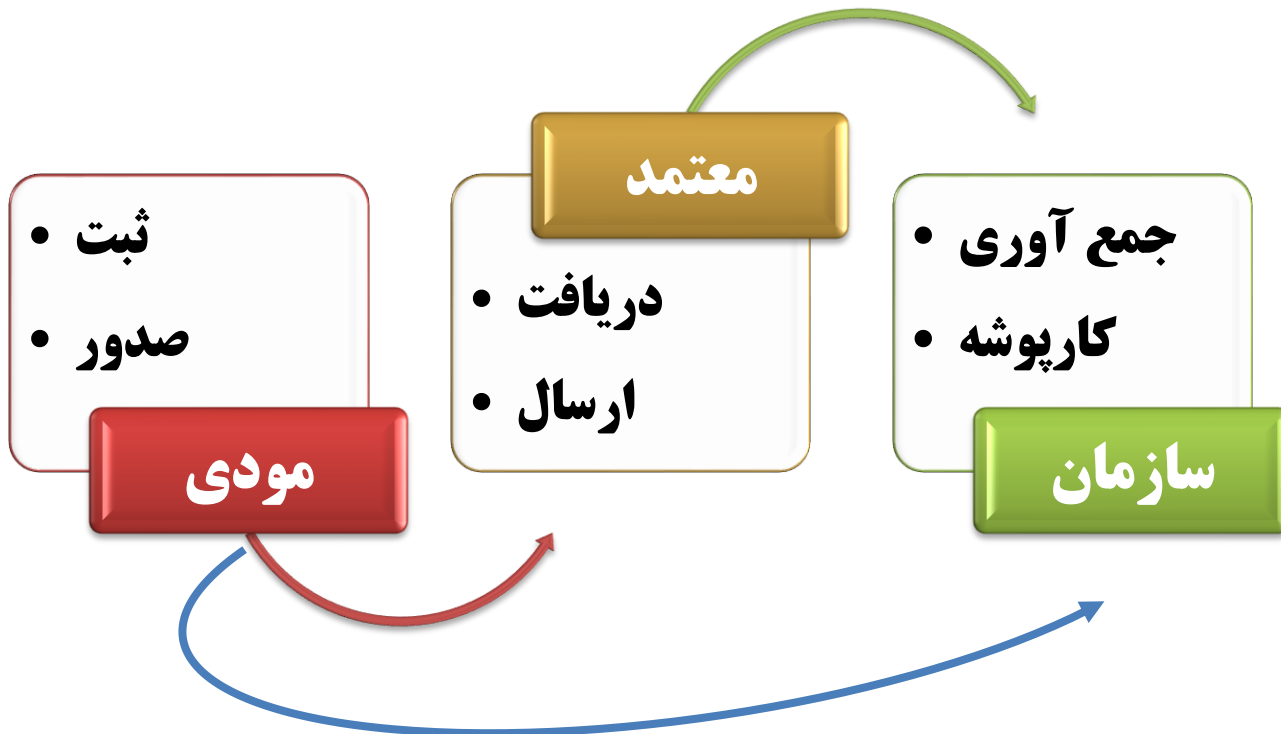 • ثبت
• صدور
مودی
معتمد
• دریافت
• ارسال
• جمع آوری
• کارپوشه
سازمان